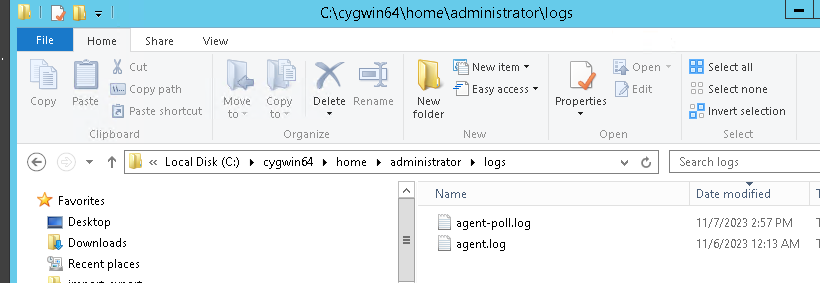 C:\cygwin64\home\administrator\logs
File Home Share View
Cut
Copy path
Paste shortcut
Copy Paste
Move to
Copy to
Delete Rename
New folder
New item
Easy access
Properties
Open
Edit
Select all
Select none
Invert selection
Clipboard Organize New Open Select
« Local Disk (C:) cygwin64 home administrator logs Search logs
Favorites
Desktop
Downloads
Recent places
import-export
Name Date modified T
agent-poll.log 11/7/2023 2:57 PM T
agent.log 11/6/2023 12:13 AM T